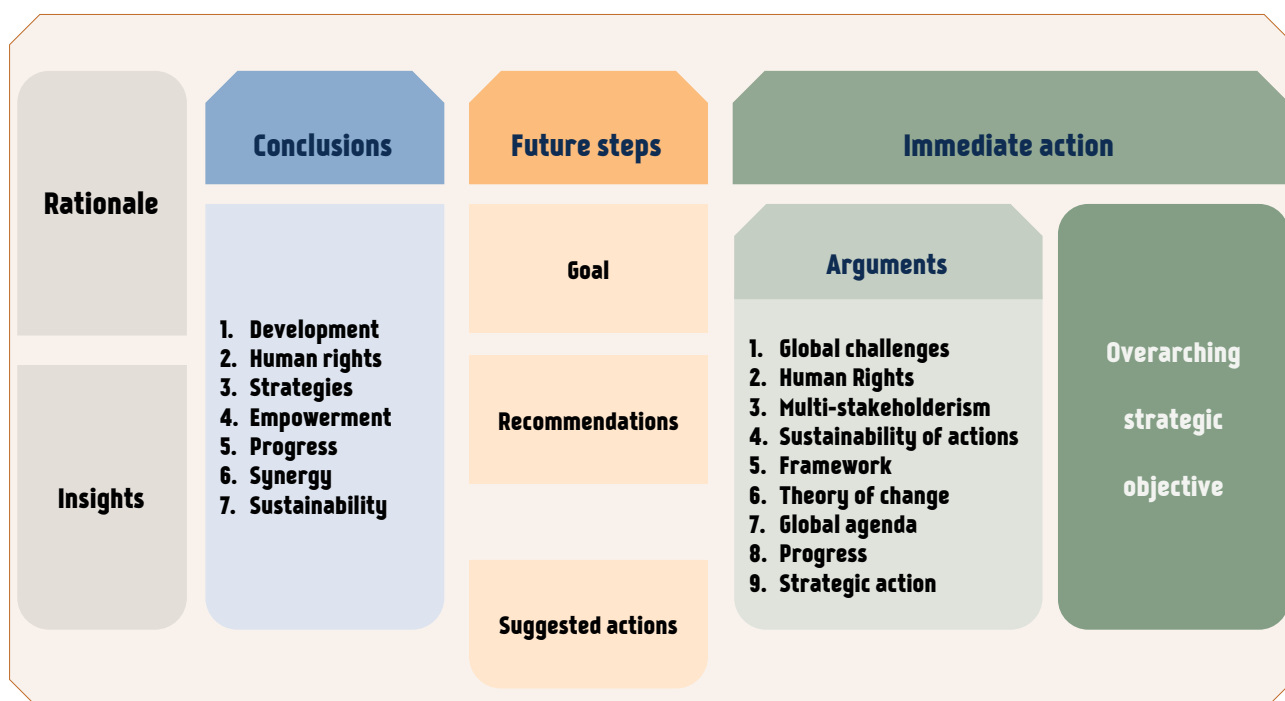 Rationale
Insights
Conclusions
1. Development
2. Human rights
3. Strategies
4. Empowerment
5. Progress
6. Synergy
7. Sustainability
Future steps
Goal
Recommendations
Suggested actions
Immediate action
Arguments
1. Global challenges
2. Human Rights
3. Multi-stakeholderism
4. Sustainability of actions
5. Framework
6. Theory of change
7. Global agenda
8. Progress
9. Strategic action
Overarching
strategic
objective